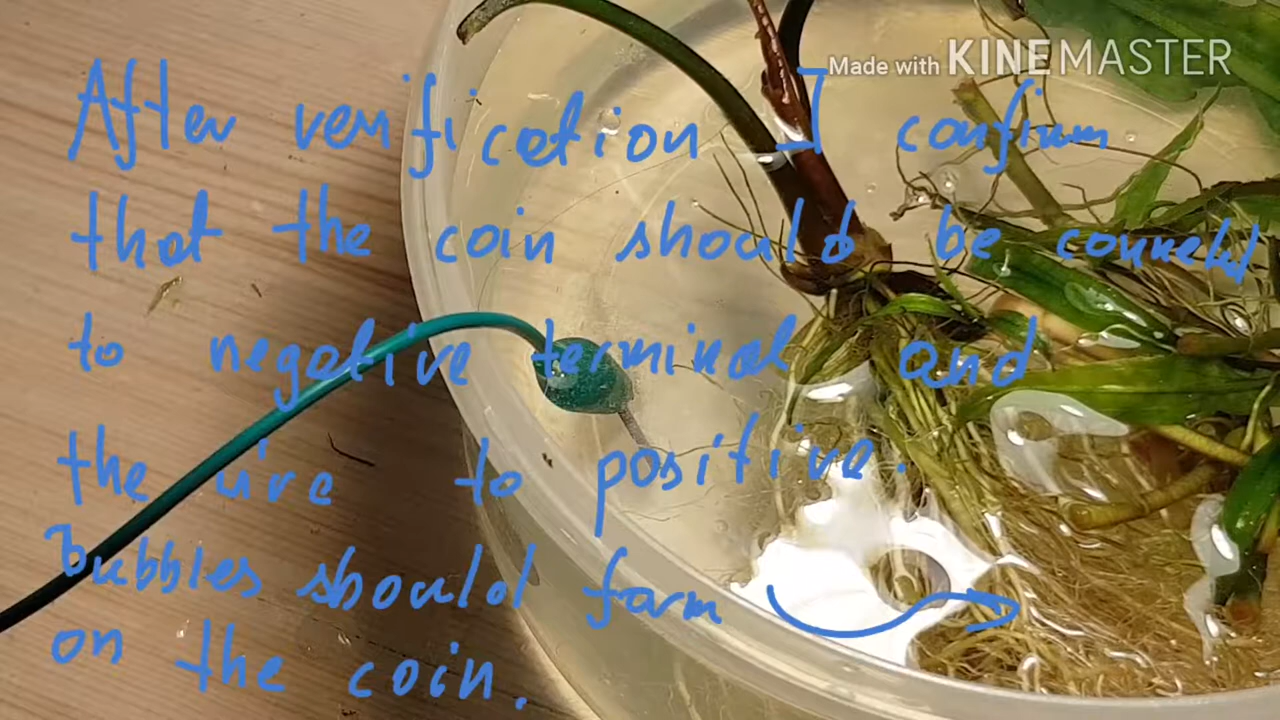 Made with KINEMASTER
After verification I confirm
that the coin should be connekt
to negative terminal and
the wire to positive.
Bubbles should form
on the coin.